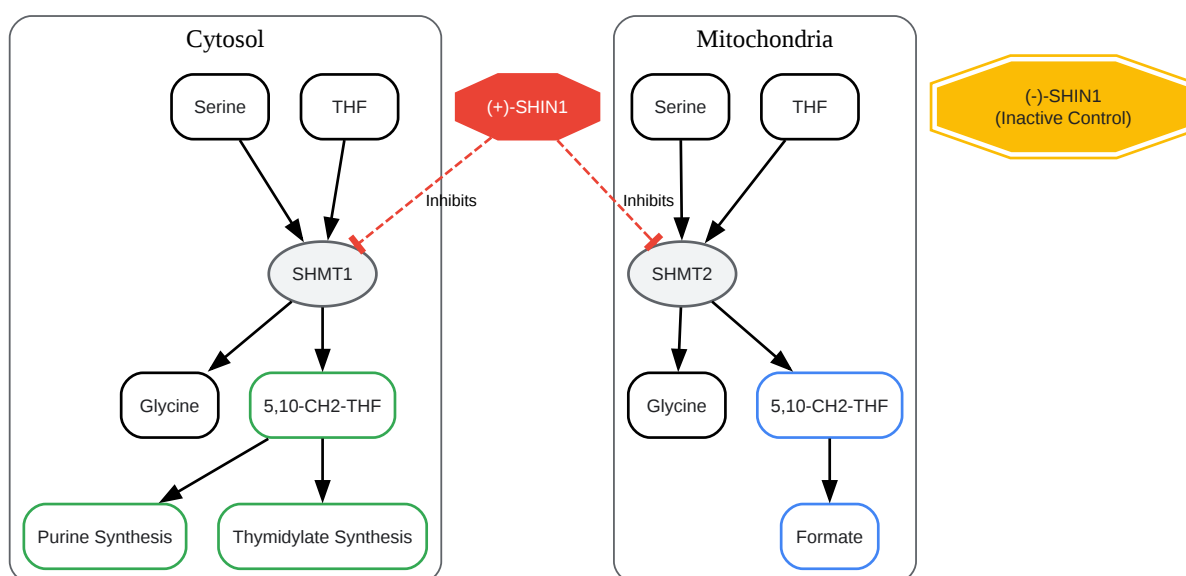 Cytosol
Mitochondria
Serine
THF
(+)-SHIN1
Serine
THF
(-)-SHIN1
(Inactive Control)
Inhibits
Inhibits
SHMT1
SHMT2
Glycine
5,10-CH2-THF
Glycine
5,10-CH2-THF
Purine Synthesis
Thymidylate Synthesis
Formate